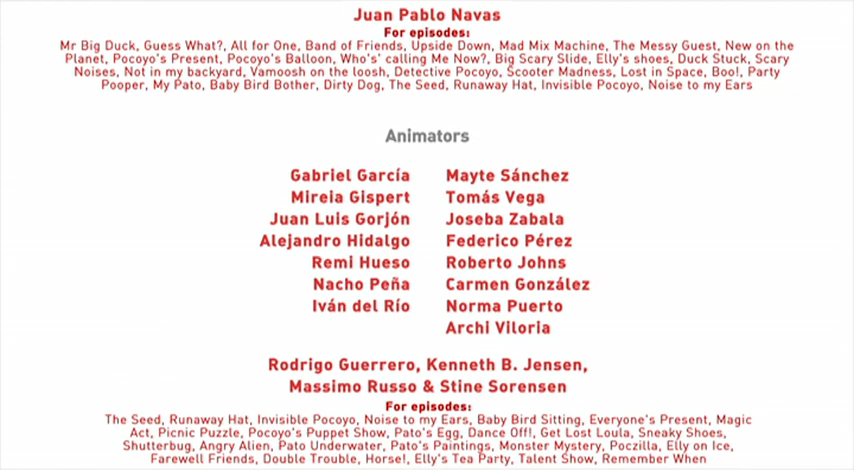 Juan Pablo Navas
For episodes:
Mr Big Duck, Guess What?, All for One, Band of Friends, Upside Down, Mad Mix Machine, The Messy Guest, New on the
Planet, Pocoyo's Present, Pocoyo's Balloon, Who's' calling Me Now?, Big Scary Slide, Elly's shoes, Duck Stuck, Scary
Noises, Not in my backyard, Vamoosh on the loosh, Detective Pocoyo, Scooter Madness, Lost in Space, Boo!, Party
Pooper, My Pato, Baby Bird Bother, Dirty Dog, The Seed, Runaway Hat, Invisible Pocoyo, Noise to my Ears
Animators
Gabriel García Mayte Sánchez
Mireia Gispert Tomás Vega
Juan Luis Gorjón Joseba Zabala
Alejandro Hidalgo Federico Pérez
Remi Hueso Roberto Johns
Nacho Peña Carmen González
Iván del Río Norma Puerto
Archi Viloria
Rodrigo Guerrero, Kenneth B. Jensen,
Massimo Russo & Stine Sorensen
For episodes:
The Seed, Runaway Hat, Invisible Pocoyo, Noise to my Ears, Baby Bird Sitting, Everyone's Present, Magic
Act, Picnic Puzzle, Pocoyo's Puppet Show, Pato's Egg, Dance Off!, Get Lost Loula, Sneaky Shoes,
Shutterbug, Angry Alien, Pato Underwater, Pato's Paintings, Monster Mystery, Poczilla, Elly on Ice,
Farewell Friends, Double Trouble, Horse!, Elly's Tea Party, Talent Show, Remember When